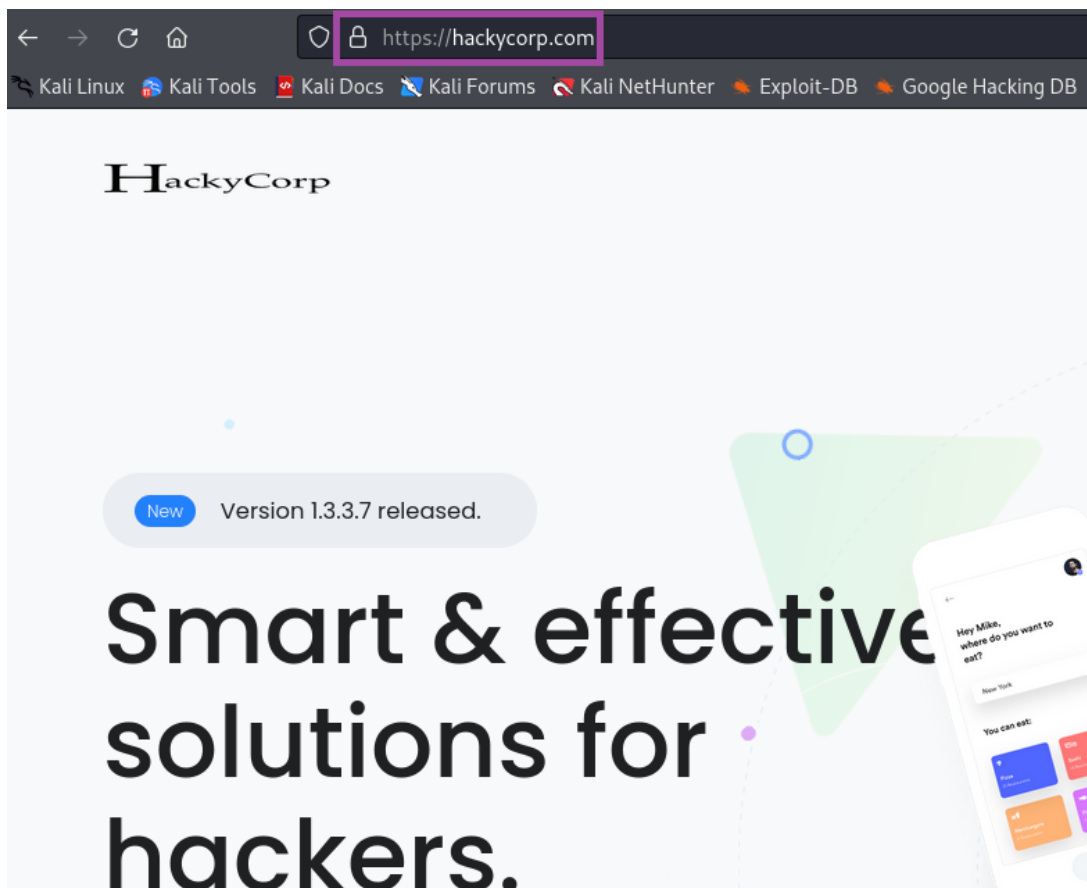 https://hackycorp.com
Kali Linux Kali Tools Kali Docs Kali Forums Kali NetHunter Exploit-DB Google Hacking DB
HackyCorp
New Version 1.3.3.7 released.
Smart & effective
solutions for
hackers.
Hey Mike,
where do you want to
eat?
New York
You can eat:
Pizza